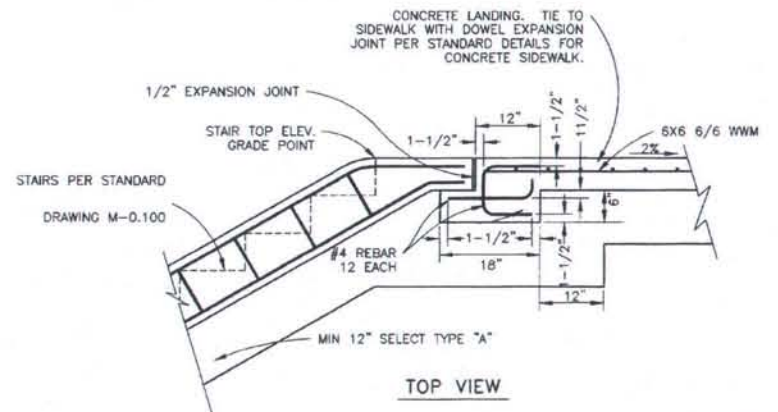 CONCRETE LANDING. TIE TO
SIDEWALK WITH DOWEL EXPANSION
JOINT PER STANDARD DETAILS FOR
CONCRETE SIDEWALK.
1/2" EXPANSION JOINT
12"
1-1/2"
11/2"
1-1/2"
6X6 6/6 WWM
STAIR TOP ELEV.
GRADE POINT
2%
STAIRS PER STANDARD
DRAWING M-0.100
6"
#4 REBAR
12 EACH
1-1/2"
18"
1-1/2"
12"
MIN 12" SELECT TYPE "A"
TOP VIEW